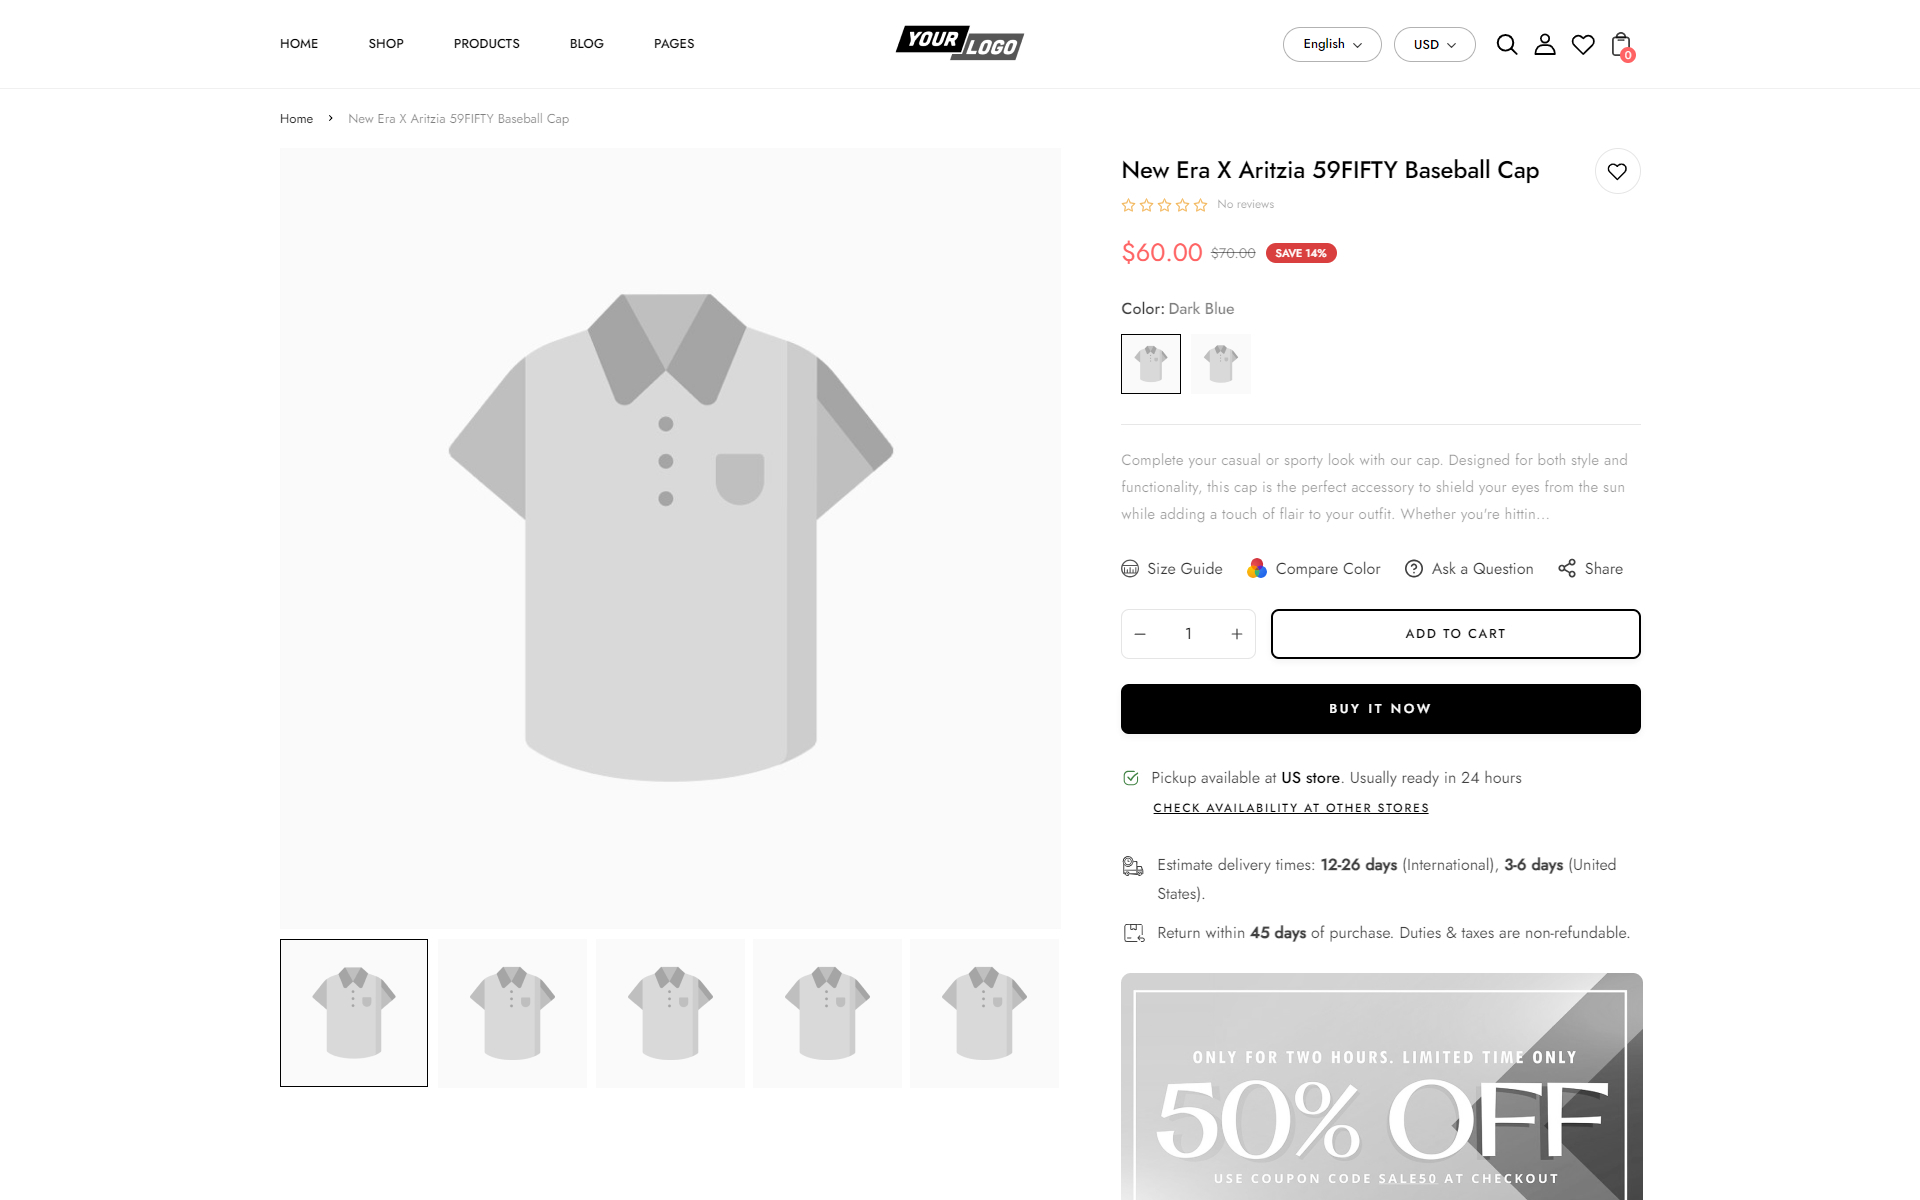 HOME SHOP PRODUCTS BLOG PAGES
YOUR LOGO
English USD
0
Home > New Era X Aritzia 59FIFTY Baseball Cap
New Era X Aritzia 59FIFTY Baseball Cap
No reviews
$60.00 $70.00 SAVE 14%
Color: Dark Blue
Complete your casual or sporty look with our cap. Designed for both style and
functionality, this cap is the perfect accessory to shield your eyes from the sun
while adding a touch of flair to your outfit. Whether you're hittin...
Size Guide Compare Color Ask a Question Share
− 1 + ADD TO CART
BUY IT NOW
Pickup available at US store. Usually ready in 24 hours
CHECK AVAILABILITY AT OTHER STORES
Estimate delivery times: 12-26 days (International), 3-6 days (United
States).
Return within 45 days of purchase. Duties & taxes are non-refundable.
ONLY FOR TWO HOURS. LIMITED TIME ONLY
50% OFF
USE COUPON CODE SALE50 AT CHECKOUT